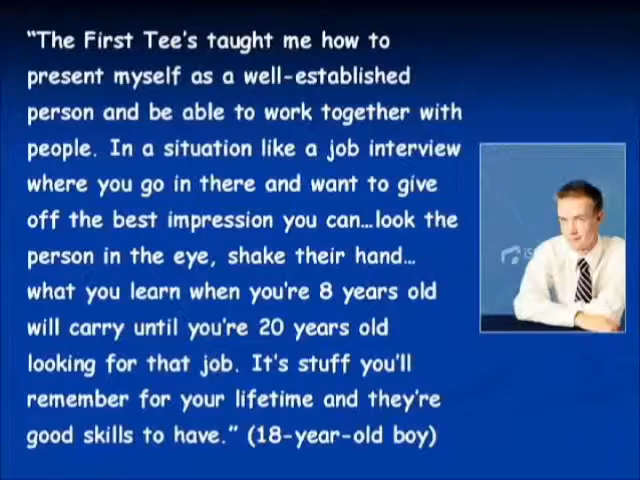 “The First Tee’s taught me how to
present myself as a well-established
person and be able to work together with
people. In a situation like a job interview
where you go in there and want to give
off the best impression you can…look the
person in the eye, shake their hand…
what you learn when you’re 8 years old
will carry until you’re 20 years old
looking for that job. It’s stuff you’ll
remember for your lifetime and they’re
good skills to have.” (18-year-old boy)